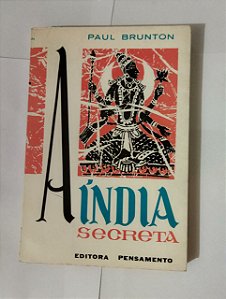 PAUL BRUNTON
A ÍNDIA
SECRETA
EDITORA PENSAMENTO